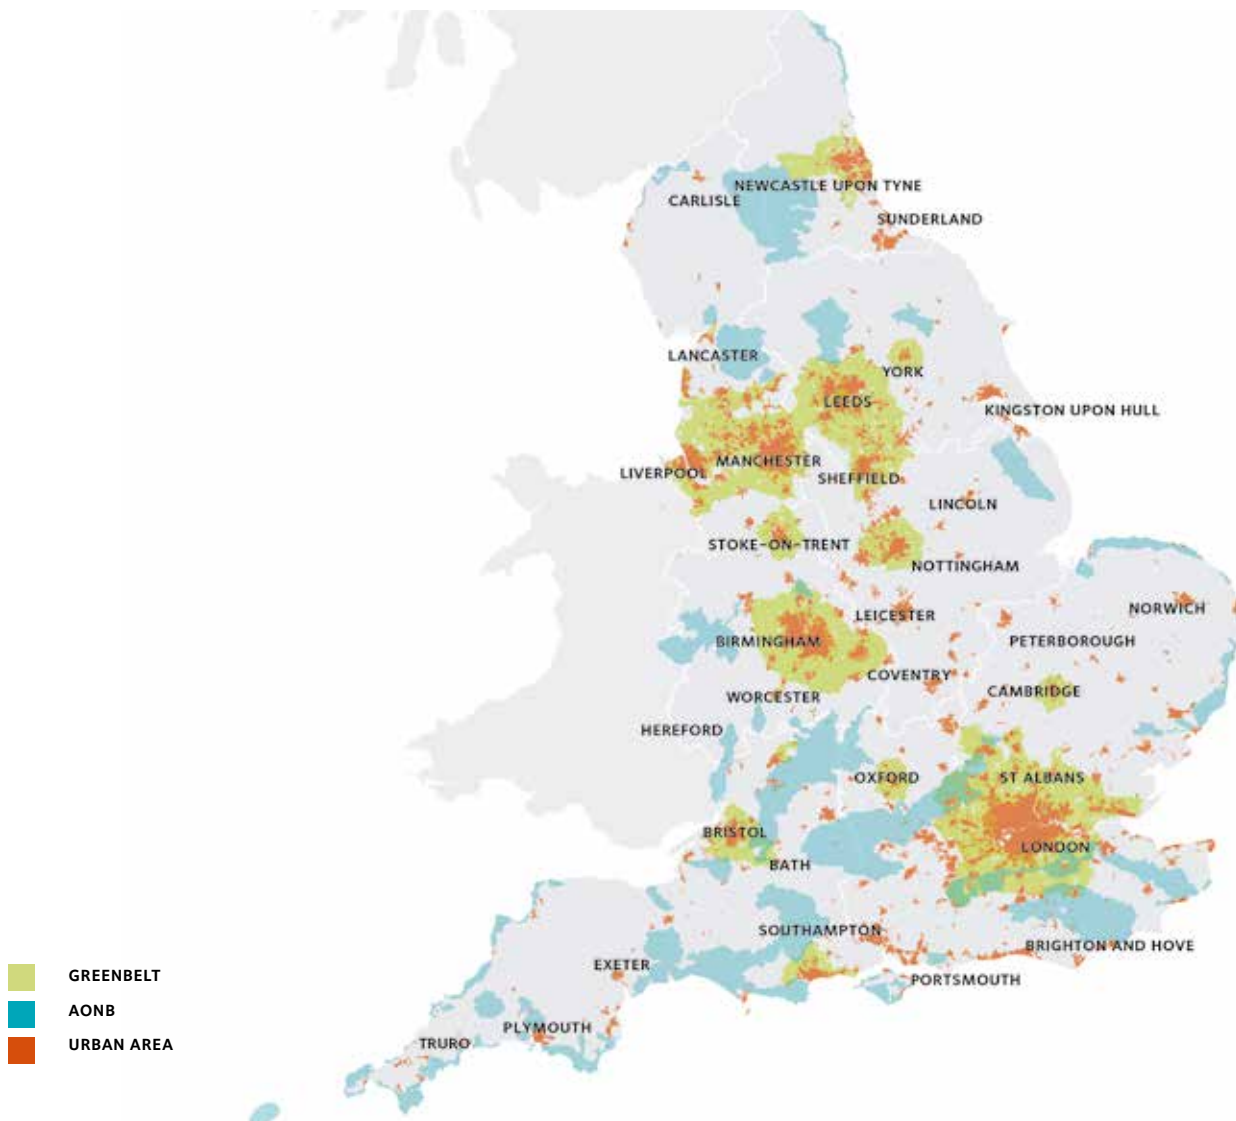 NEWCASTLE UPON TYNE
CARLISLE
SUNDERLAND
LANCASTER
YORK
LEEDS
KINGSTON UPON HULL
MANCHESTER
LIVERPOOL
SHEFFIELD
LINCOLN
STOKE-ON-TRENT
NOTTINGHAM
NORWICH
LEICESTER
BIRMINGHAM
PETERBOROUGH
COVENTRY
CAMBRIDGE
WORCESTER
HEREFORD
OXFORD
ST ALBANS
BRISTOL
LONDON
BATH
SOUTHAMPTON
BRIGHTON AND HOVE
EXETER
PORTSMOUTH
PLYMOUTH
TRURO
GREENBELT
AONB
URBAN AREA